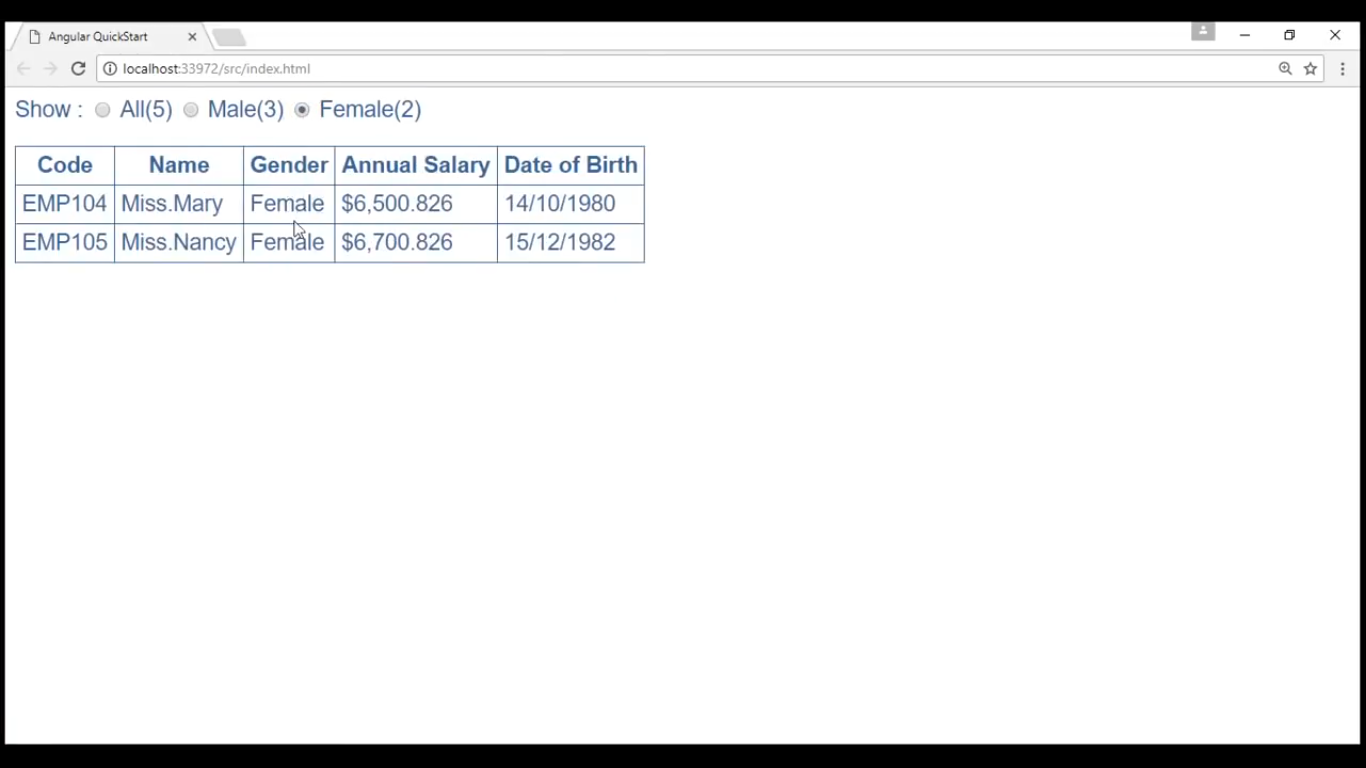 Angular QuickStart
localhost:33972/src/index.html
Show : All(5) Male(3) Female(2)
Code Name Gender Annual Salary Date of Birth
EMP104 Miss.Mary Female $6,500.826 14/10/1980
EMP105 Miss.Nancy Female $6,700.826 15/12/1982